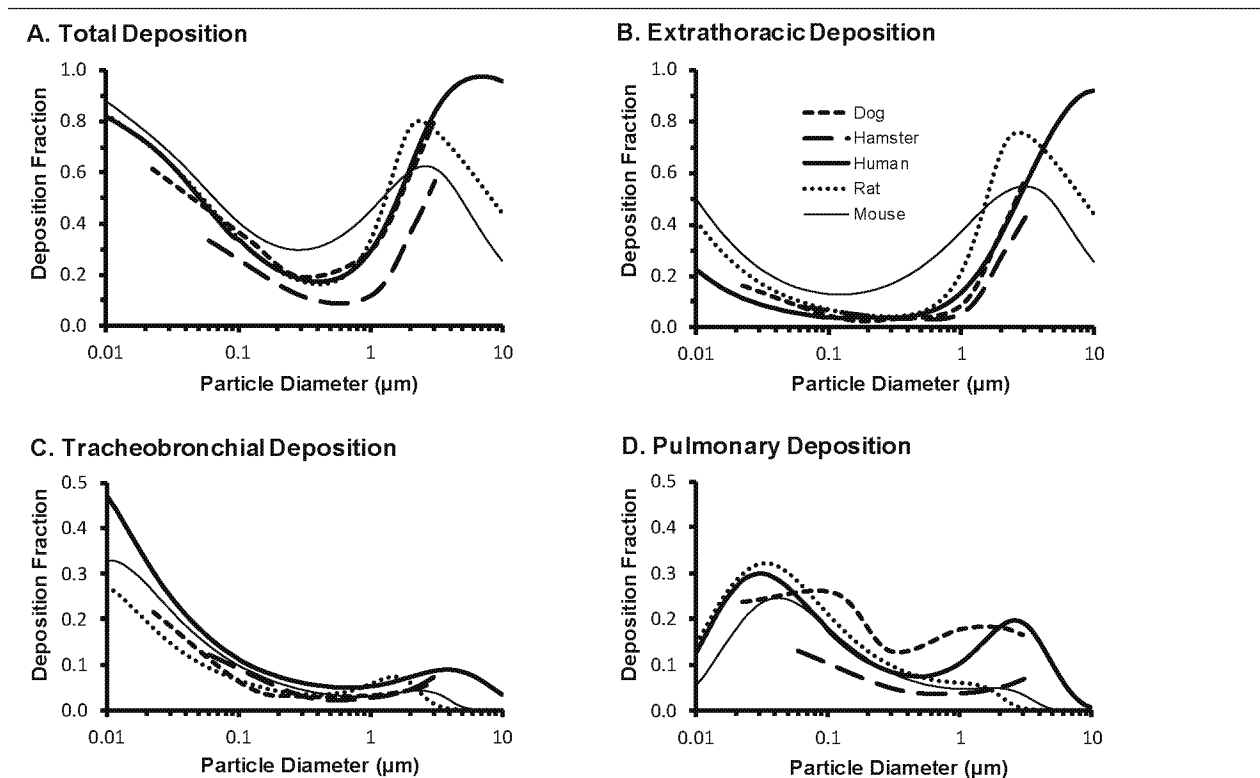 A. Total Deposition
1.0
0.8
0.6
0.4
0.2
0.0
Deposition Fraction
0.01 0.1 1 10
Particle Diameter (µm)
B. Extrathoracic Deposition
1.0
0.8
0.6
0.4
0.2
0.0
Deposition Fraction
Dog
Hamster
Human
Rat
Mouse
0.01 0.1 1 10
Particle Diameter (µm)
C. Tracheobronchial Deposition
0.5
0.4
0.3
0.2
0.1
0.0
Deposition Fraction
0.01 0.1 1 10
Particle Diameter (µm)
D. Pulmonary Deposition
0.5
0.4
0.3
0.2
0.1
0.0
Deposition Fraction
0.01 0.1 1 10
Particle Diameter (µm)